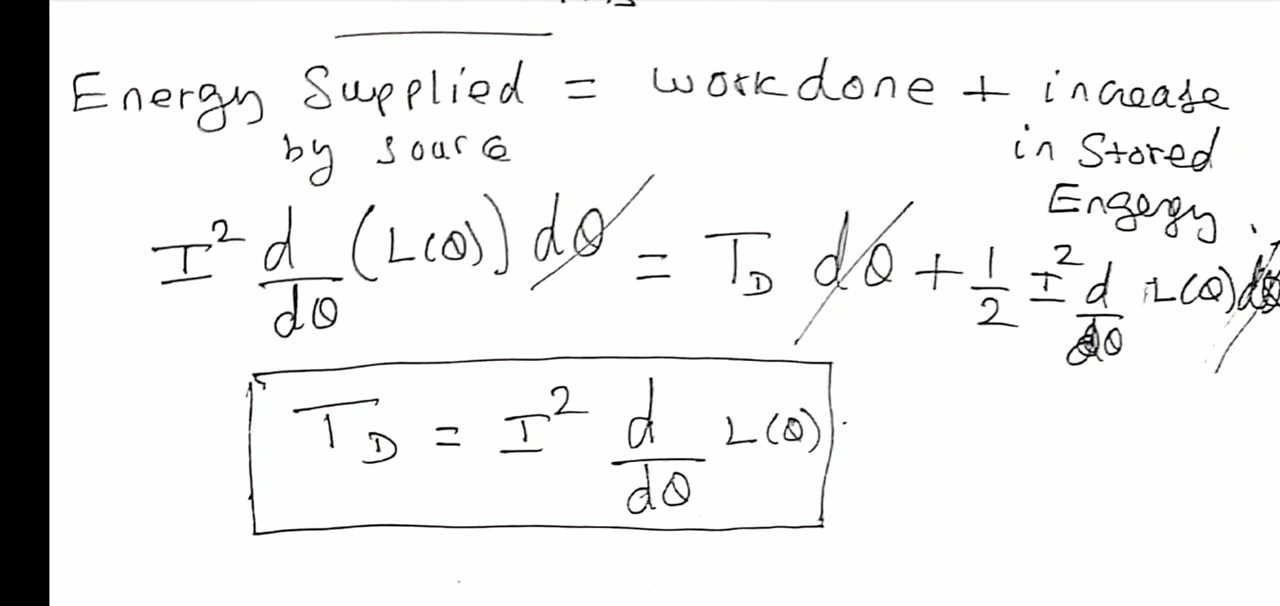 Energy Supplied = workdone + increase
by source in Stored
Engergy.
I² d/dθ (L(θ)) dθ = T_D dθ + 1/2 I² d/dθ L(θ) dθ
T_D = I² d/dθ L(θ).